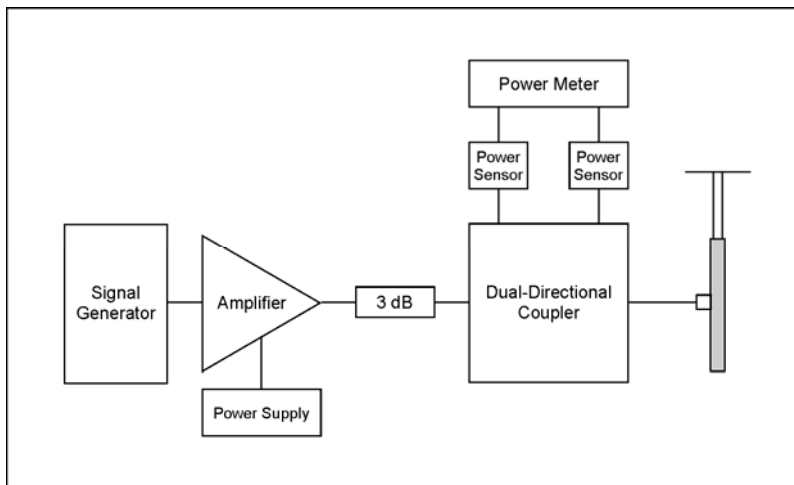 Power Meter
Power
Sensor
Power
Sensor
Signal
Generator
Amplifier
3 dB
Dual-Directional
Coupler
Power Supply